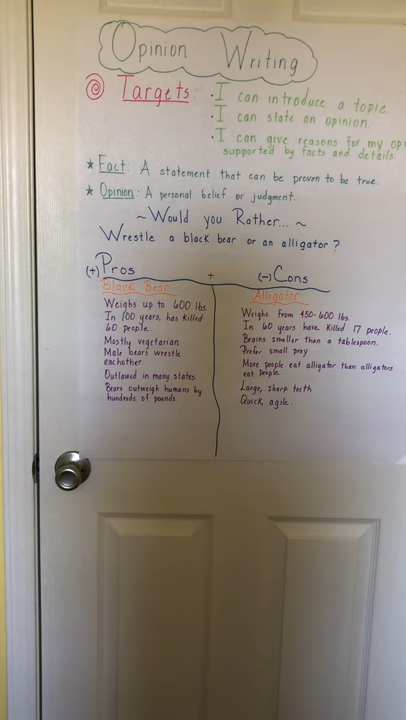 Opinion Writing
Targets:
• I can introduce a topic.
• I can state an opinion.
• I can give reasons for my opi
supported by facts and details.
★ Fact: A statement that can be proven to be true.
★ Opinion: A personal belief or judgment.
~ Would you Rather... ~
Wrestle a black bear or an alligator?
(+) Pros + (-) Cons
Black Bear
Weighs up to 600 lbs.
In 100 years, has killed
60 people.
Mostly vegetarian
Male bears wrestle
eachother.
Outlawed in many states
Bears outweigh humans by
hundreds of pounds
Alligator
Weighs from 450-600 lbs.
In 60 years have killed 17 people.
Brains smaller than a tablespoon.
Prefer small prey
More people eat alligator than alligators
eat people.
Large, sharp teeth
Quick, agile.